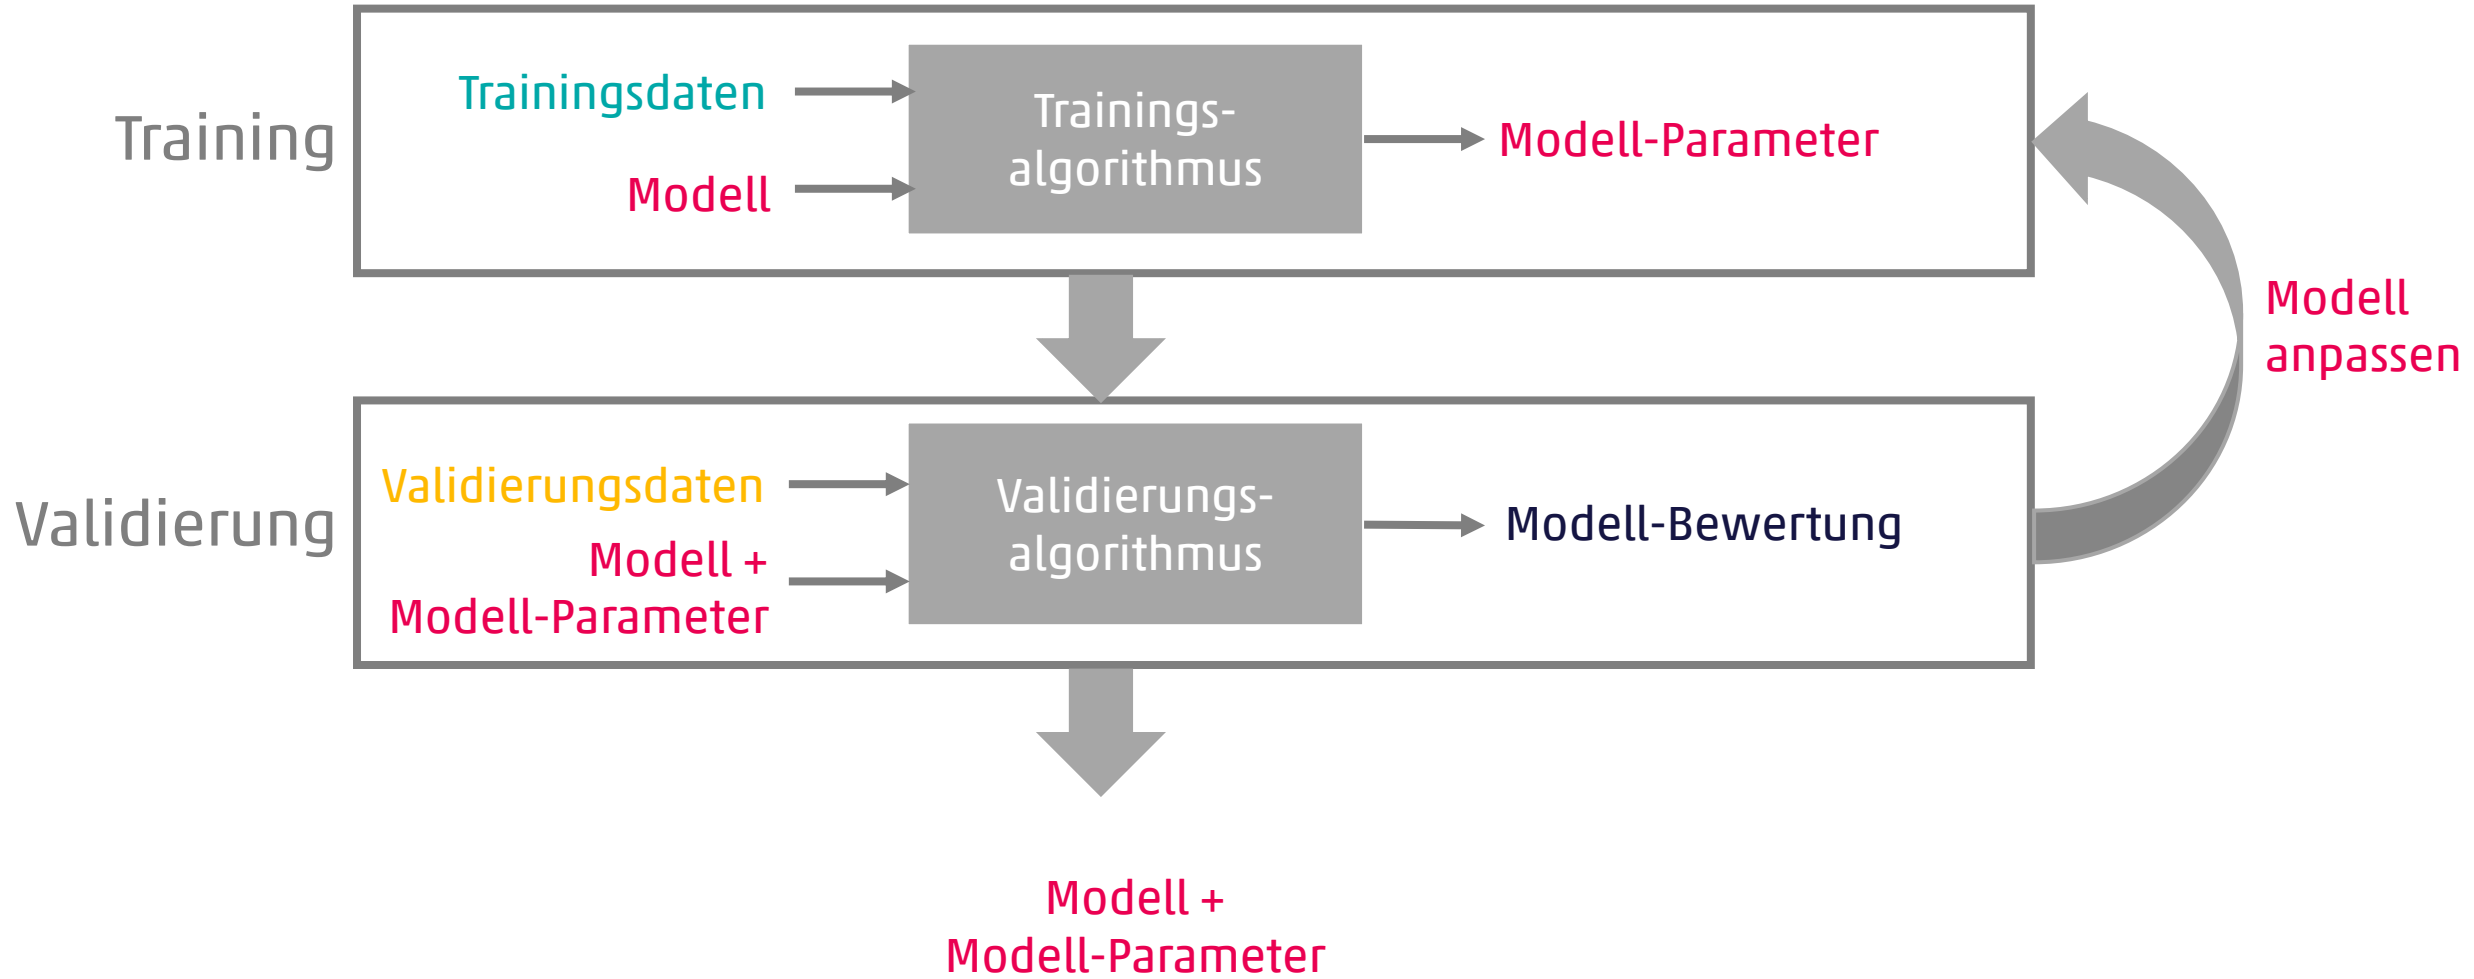 Training
Trainingsdaten
Modell
Trainings-
algorithmus
Modell-Parameter
Modell
anpassen
Validierung
Validierungsdaten
Modell +
Modell-Parameter
Validierungs-
algorithmus
Modell-Bewertung
Modell +
Modell-Parameter